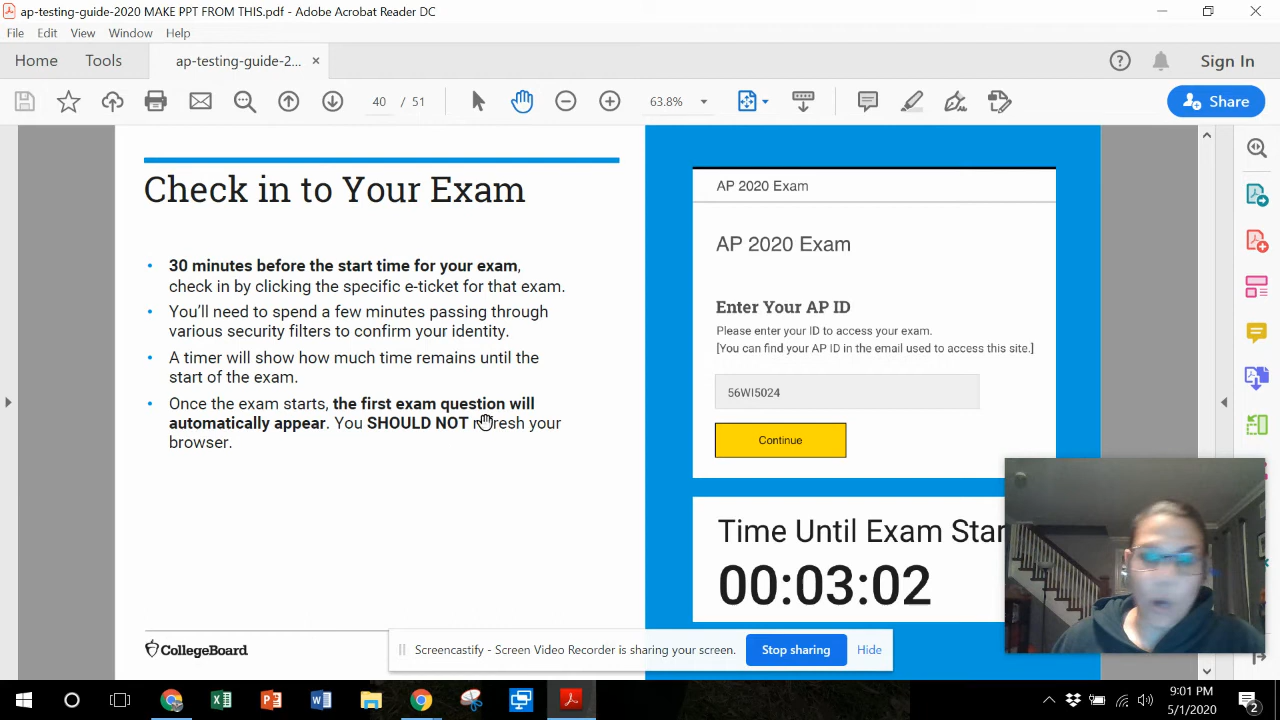 ap-testing-guide-2020 MAKE PPT FROM THIS.pdf - Adobe Acrobat Reader DC
File Edit View Window Help
Home Tools ap-testing-guide-2... × Sign In
40 / 51 63.8% Share
Check in to Your Exam
• 30 minutes before the start time for your exam,
check in by clicking the specific e-ticket for that exam.
• You'll need to spend a few minutes passing through
various security filters to confirm your identity.
• A timer will show how much time remains until the
start of the exam.
• Once the exam starts, the first exam question will
automatically appear. You SHOULD NOT refresh your
browser.
CollegeBoard
AP 2020 Exam
AP 2020 Exam
Enter Your AP ID
Please enter your ID to access your exam.
[You can find your AP ID in the email used to access this site.]
56WI5024
Continue
Time Until Exam Star
00:03:02
Screencastify - Screen Video Recorder is sharing your screen. Stop sharing Hide
9:01 PM
5/1/2020
2